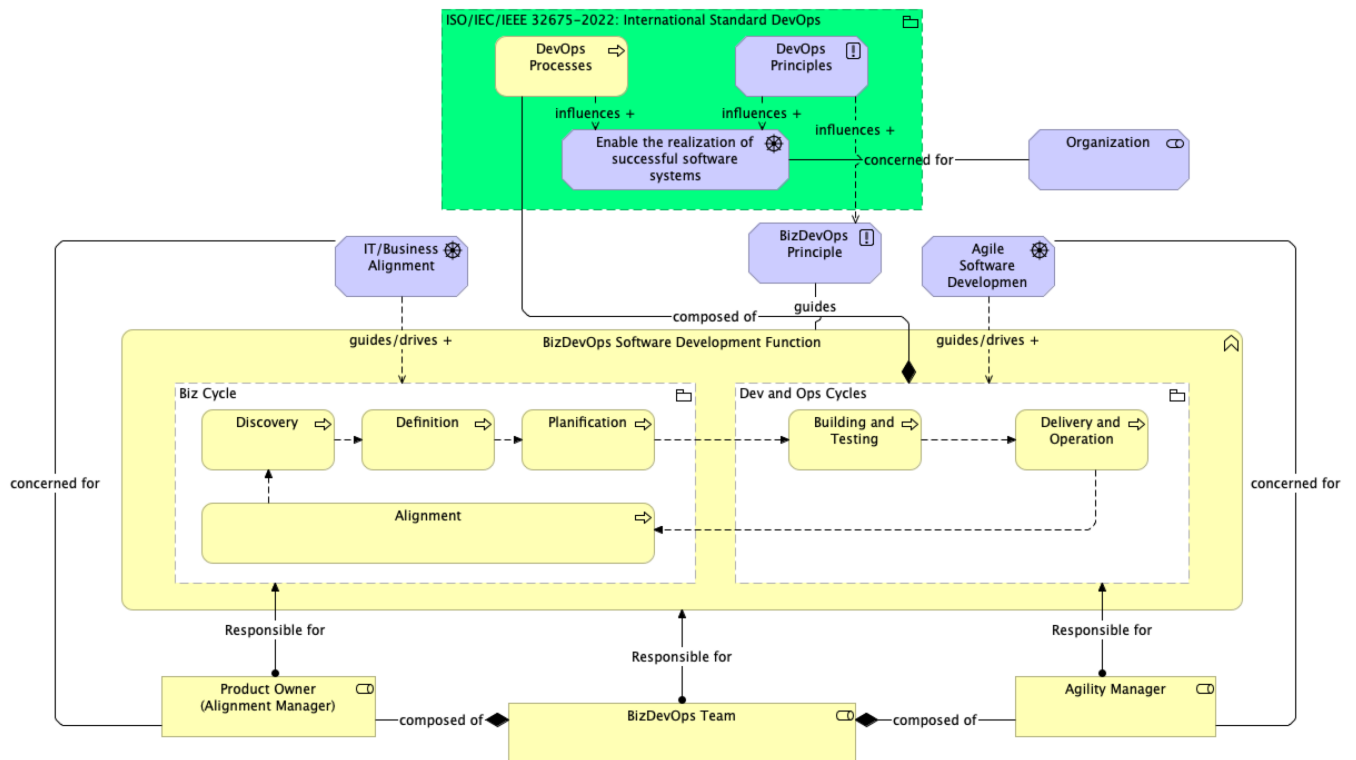 ISO/IEC/IEEE 32675-2022: International Standard DevOps
DevOps
Processes
DevOps
Principles
influences +
influences +
influences +
Enable the realization of
successful software
systems
concerned for
Organization
IT/Business
Alignment
BizDevOps
Principle
Agile
Software
Developmen
guides
composed of
guides/drives +
BizDevOps Software Development Function
guides/drives +
Biz Cycle
Dev and Ops Cycles
Discovery
Definition
Planification
Building and
Testing
Delivery and
Operation
concerned for
concerned for
Alignment
Responsible for
Responsible for
Responsible for
Product Owner
(Alignment Manager)
Agility Manager
composed of
BizDevOps Team
composed of